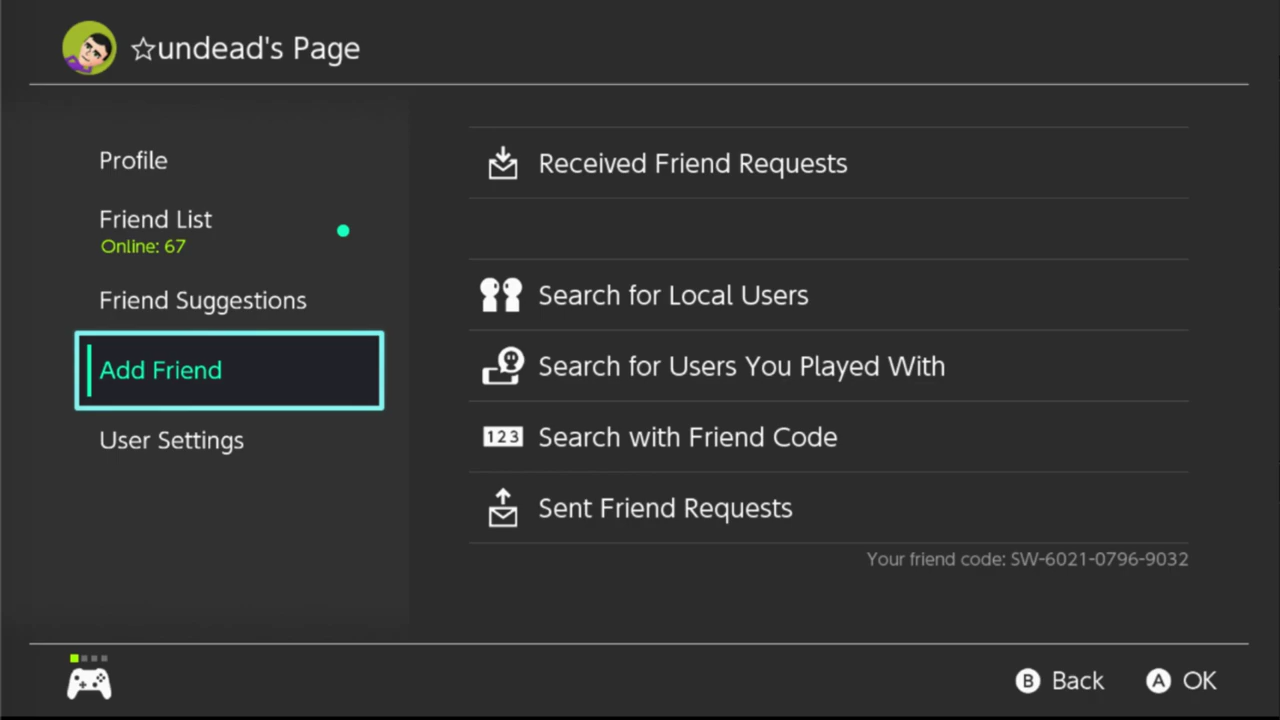 ☆undead's Page
Profile
Friend List
Online: 67
Friend Suggestions
Add Friend
User Settings
Received Friend Requests
Search for Local Users
Search for Users You Played With
123 Search with Friend Code
Sent Friend Requests
Your friend code: SW-6021-0796-9032
B Back A OK